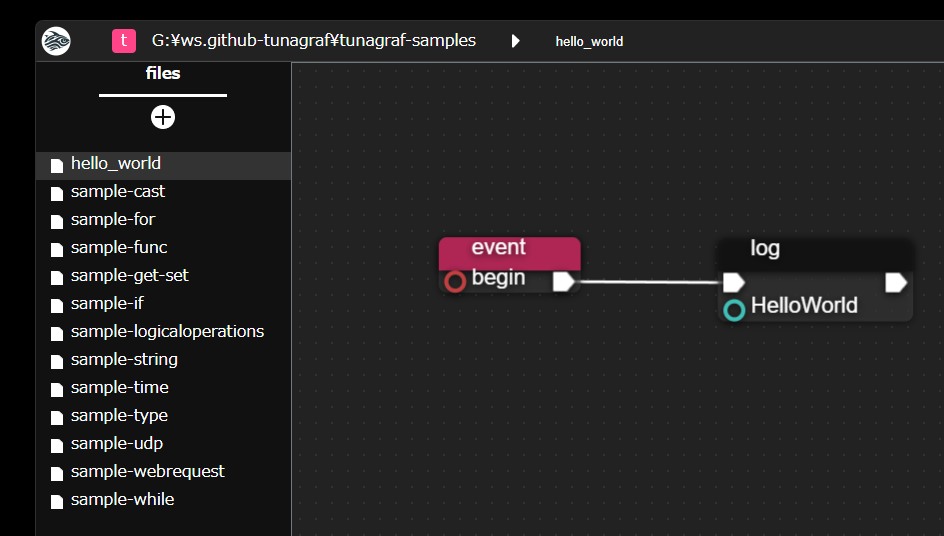 t G:¥ws.github-tunagraf¥tunagraf-samples hello_world
files
hello_world
sample-cast
sample-for
sample-func
sample-get-set
sample-if
sample-logicaloperations
sample-string
sample-time
sample-type
sample-udp
sample-webrequest
sample-while
event
begin
log
HelloWorld